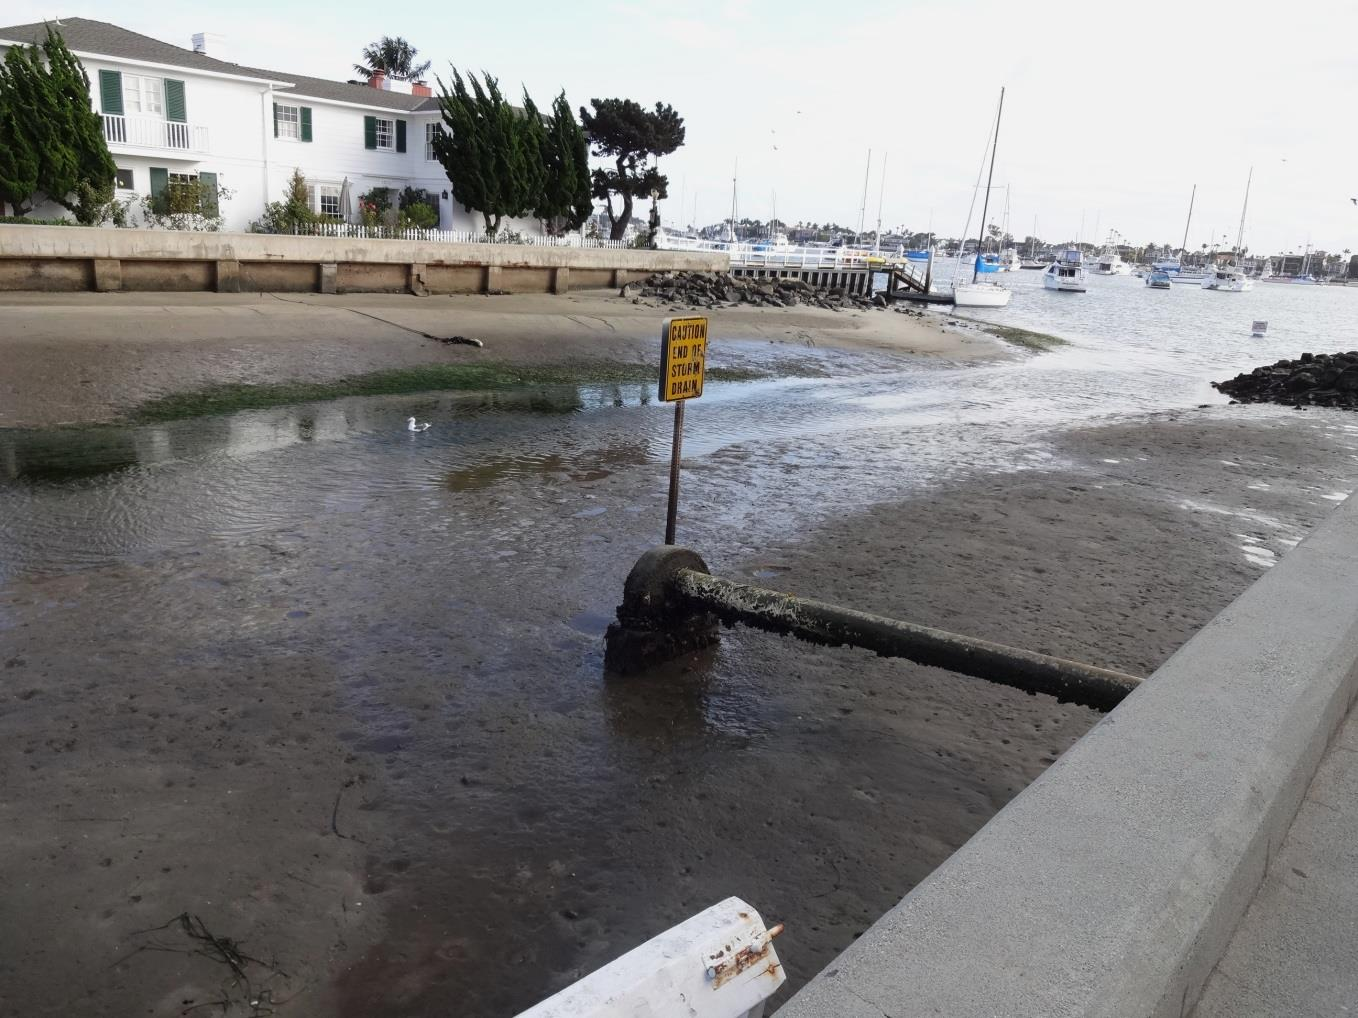 CAUTION
END OF
STORM
DRAIN